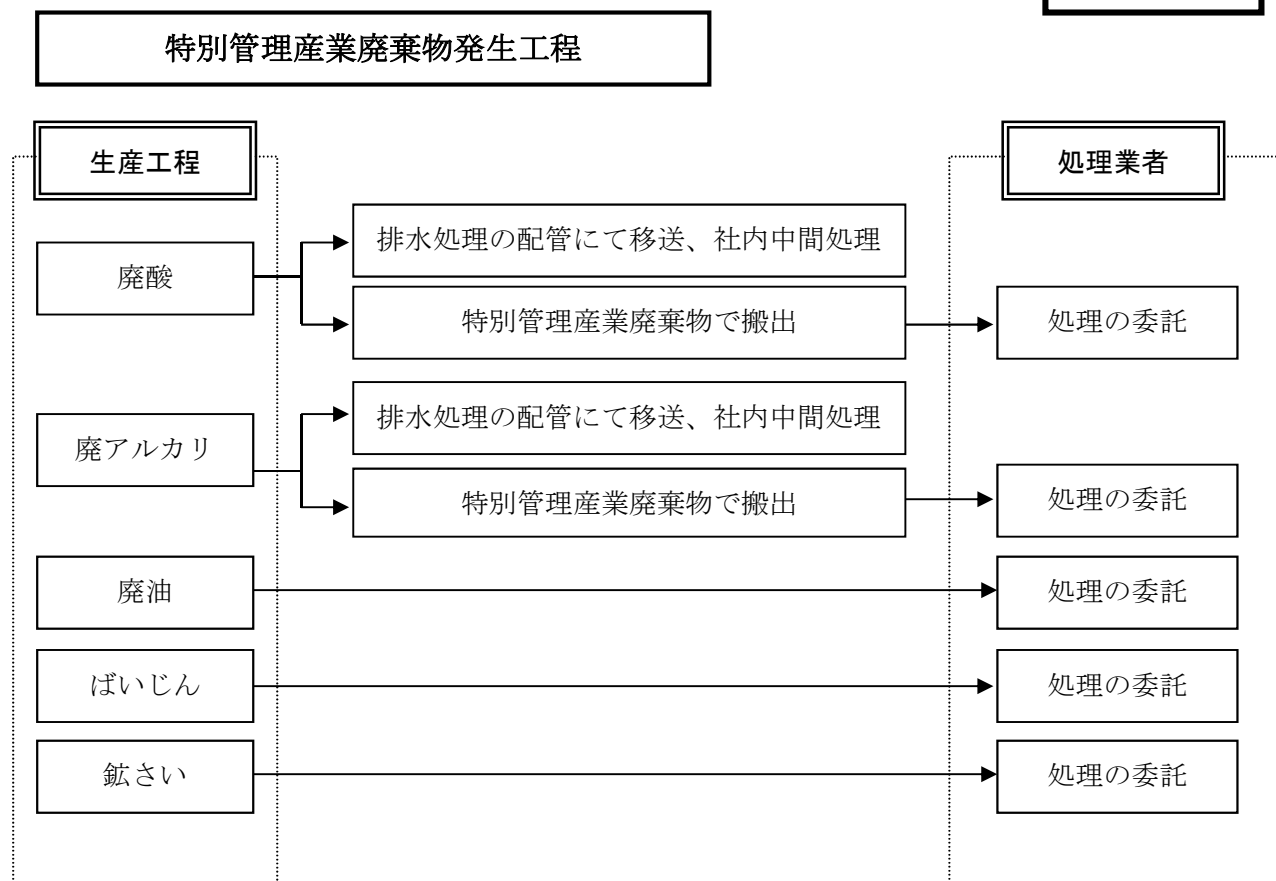 特別管理産業廃棄物発生工程
生産工程
処理業者
廃酸
排水処理の配管にて移送、社内中間処理
特別管理産業廃棄物で搬出
処理の委託
廃アルカリ
排水処理の配管にて移送、社内中間処理
特別管理産業廃棄物で搬出
処理の委託
廃油
処理の委託
ばいじん
処理の委託
鉱さい
処理の委託